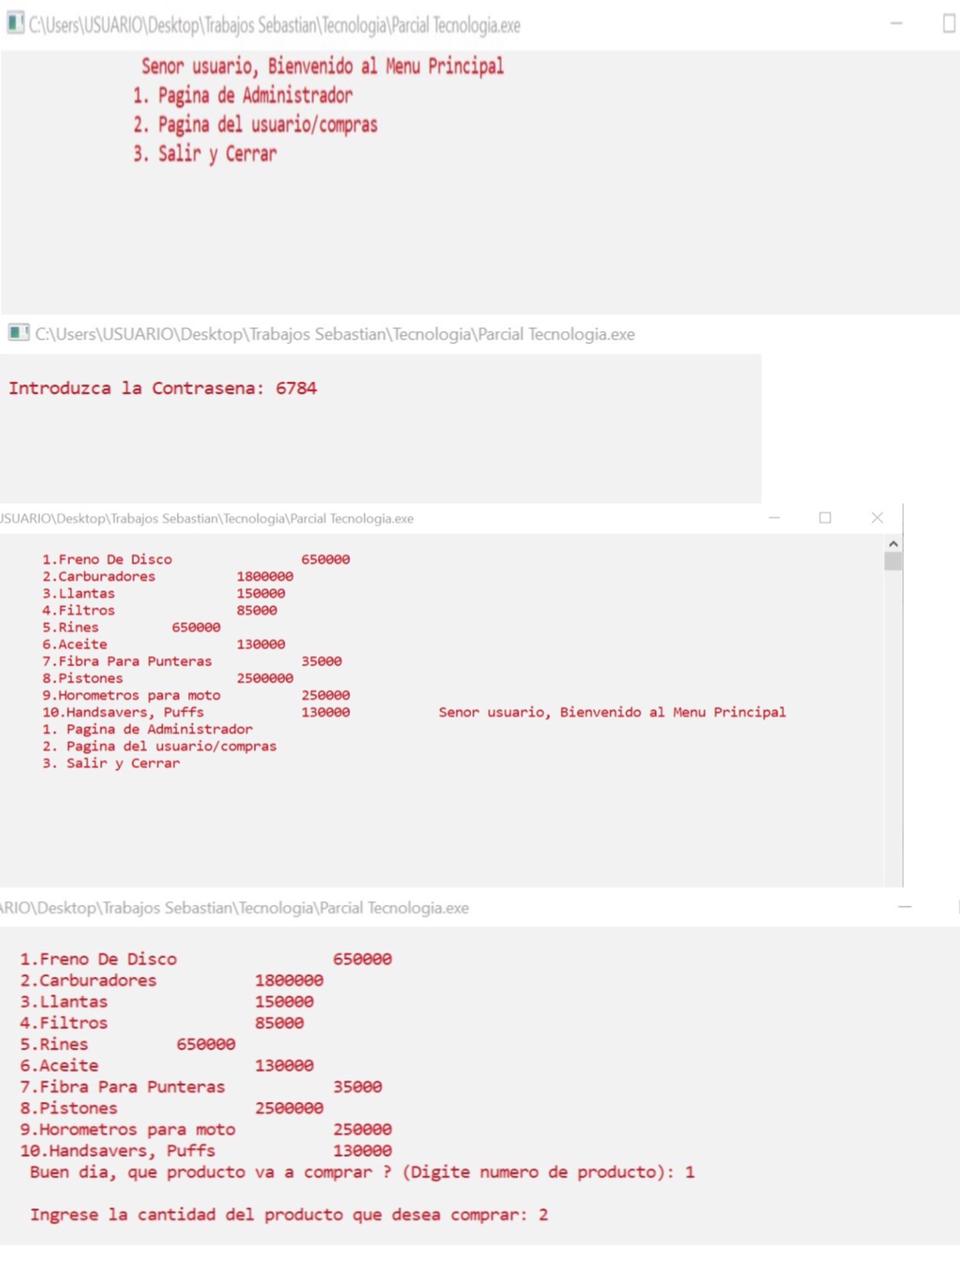 C:\Users\USUARIO\Desktop\Trabajos Sebastian\Tecnologia\Parcial Tecnologia.exe
Senor usuario, Bienvenido al Menu Principal
1. Pagina de Administrador
2. Pagina del usuario/compras
3. Salir y Cerrar
C:\Users\USUARIO\Desktop\Trabajos Sebastian\Tecnologia\Parcial Tecnologia.exe
Introduzca la Contrasena: 6784
USUARIO\Desktop\Trabajos Sebastian\Tecnologia\Parcial Tecnologia.exe
1.Freno De Disco 650000
2.Carburadores 1800000
3.Llantas 150000
4.Filtros 85000
5.Rines 650000
6.Aceite 130000
7.Fibra Para Punteras 35000
8.Pistones 2500000
9.Horometros para moto 250000
10.Handsavers, Puffs 130000 Senor usuario, Bienvenido al Menu Principal
1. Pagina de Administrador
2. Pagina del usuario/compras
3. Salir y Cerrar
ARIO\Desktop\Trabajos Sebastian\Tecnologia\Parcial Tecnologia.exe
1.Freno De Disco 650000
2.Carburadores 1800000
3.Llantas 150000
4.Filtros 85000
5.Rines 650000
6.Aceite 130000
7.Fibra Para Punteras 35000
8.Pistones 2500000
9.Horometros para moto 250000
10.Handsavers, Puffs 130000
Buen dia, que producto va a comprar ? (Digite numero de producto): 1
Ingrese la cantidad del producto que desea comprar: 2